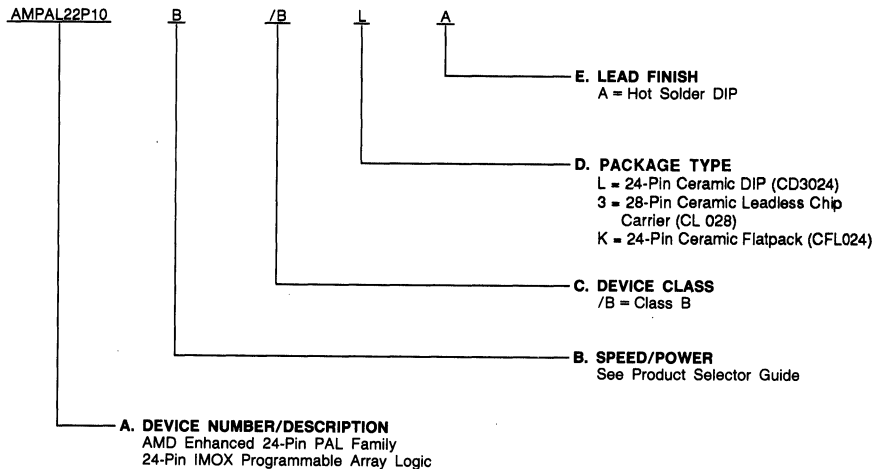 AMPAL22P10 B /B L A
E. LEAD FINISH
A = Hot Solder DIP
D. PACKAGE TYPE
L = 24-Pin Ceramic DIP (CD3024)
3 = 28-Pin Ceramic Leadless Chip
Carrier (CL 028)
K = 24-Pin Ceramic Flatpack (CFL024)
C. DEVICE CLASS
/B = Class B
B. SPEED/POWER
See Product Selector Guide
A. DEVICE NUMBER/DESCRIPTION
AMD Enhanced 24-Pin PAL Family
24-Pin IMOX Programmable Array Logic